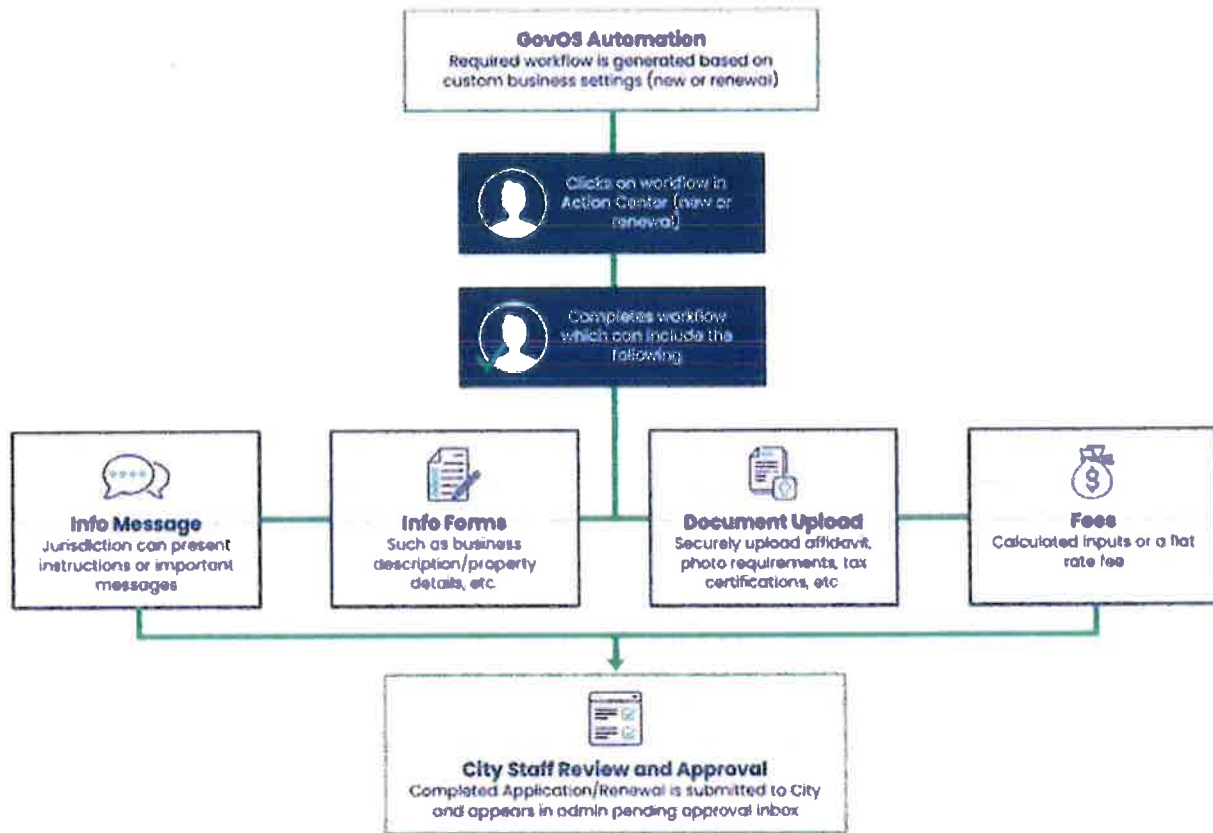 GovOS Automation
Required workflow is generated based on
custom business settings (new or renewal)
Clicks on workflow in
Action Center (new or
renewal)
Completes workflow
which can include the
following
Info Message
Jurisdiction can present
instructions or important
messages
Info Forms
Such as business
description/property
details, etc
Document Upload
Securely upload affidavit,
photo requirements, tax
certifications, etc
Fees
Calculated inputs or a flat
rate fee
$
City Staff Review and Approval
Completed Application/Renewal is submitted to City
and appears in admin pending approval inbox